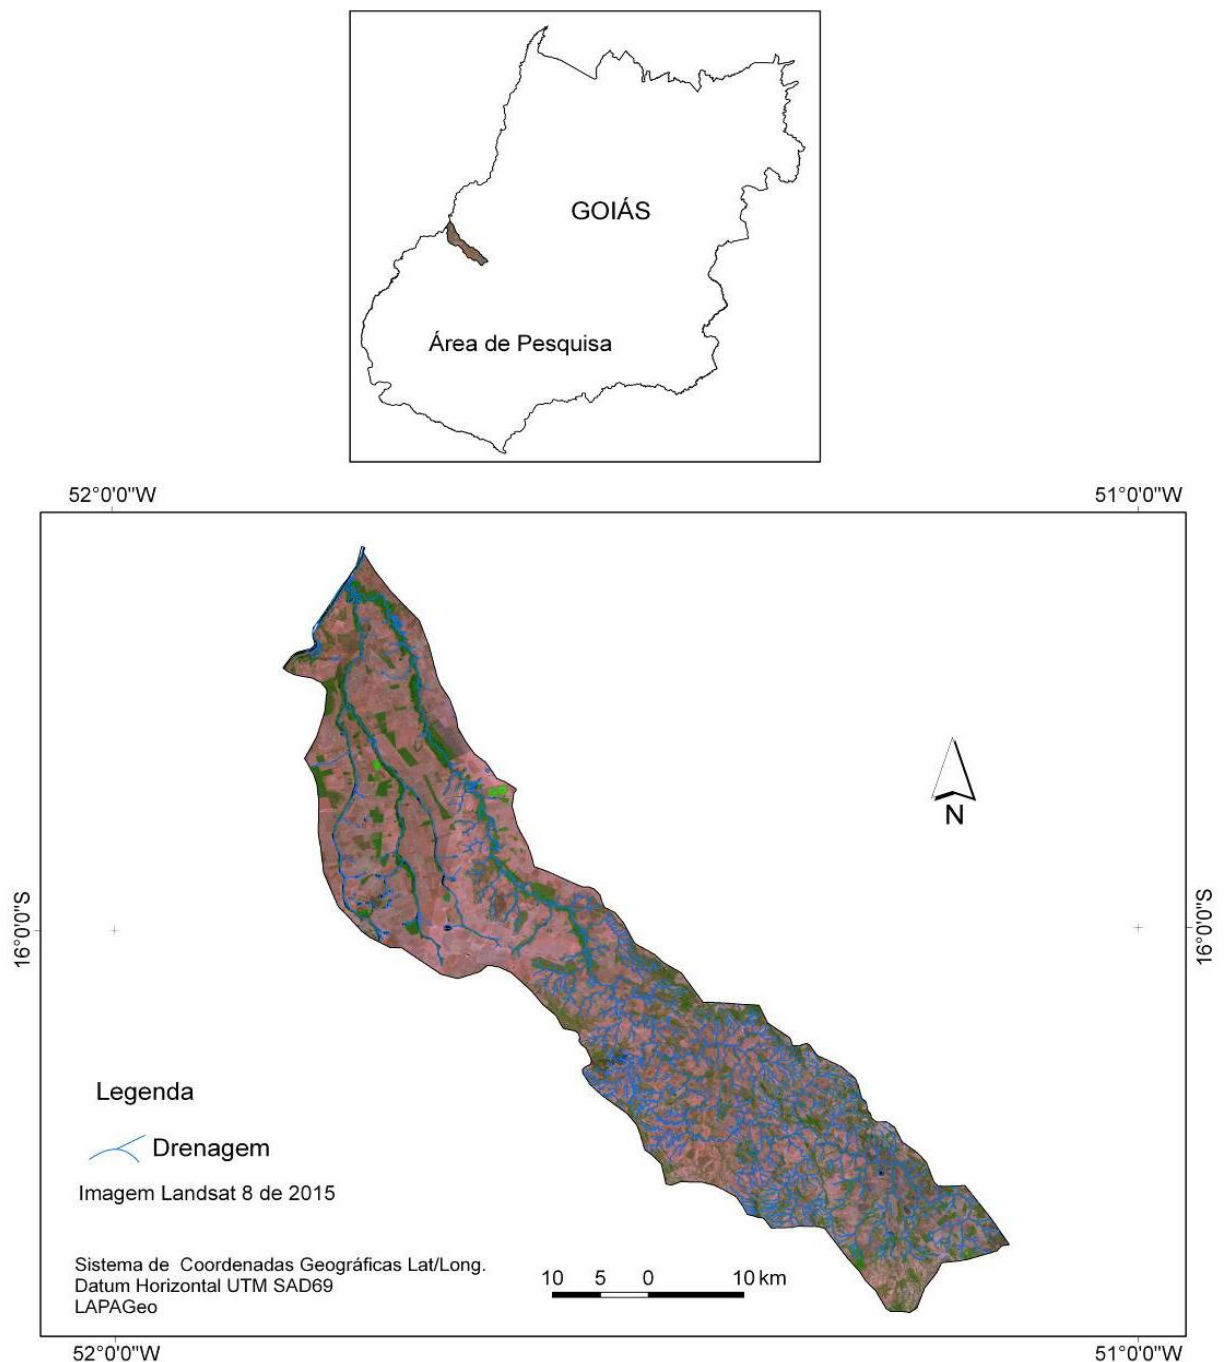 GOIÁS
Área de Pesquisa
52°0'0"W
51°0'0"W
16°0'0"S
16°0'0"S
N
Legenda
Drenagem
Imagem Landsat 8 de 2015
Sistema de Coordenadas Geográficas Lat/Long.
Datum Horizontal UTM SAD69
LAPAGeo
10 5 0 10 km
52°0'0"W
51°0'0"W